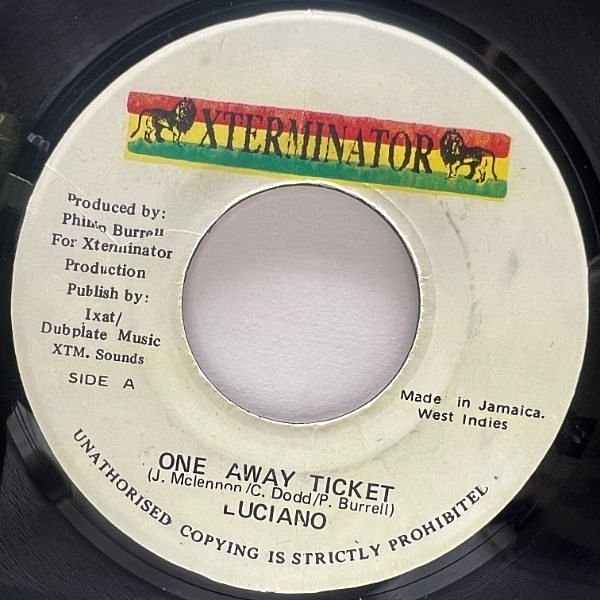 XTERMINATOR
Produced by:
Philip Burrell
For Xterminator
Production
Publish by:
Ixat/
Dubplate Music
XTM. Sounds
SIDE A
Made in Jamaica.
West Indies
ONE AWAY TICKET
(J. Mclennon/C. Dodd/P. Burrell)
LUCIANO
UNATHORISED COPYING IS STRICTLY PROHIBITEL